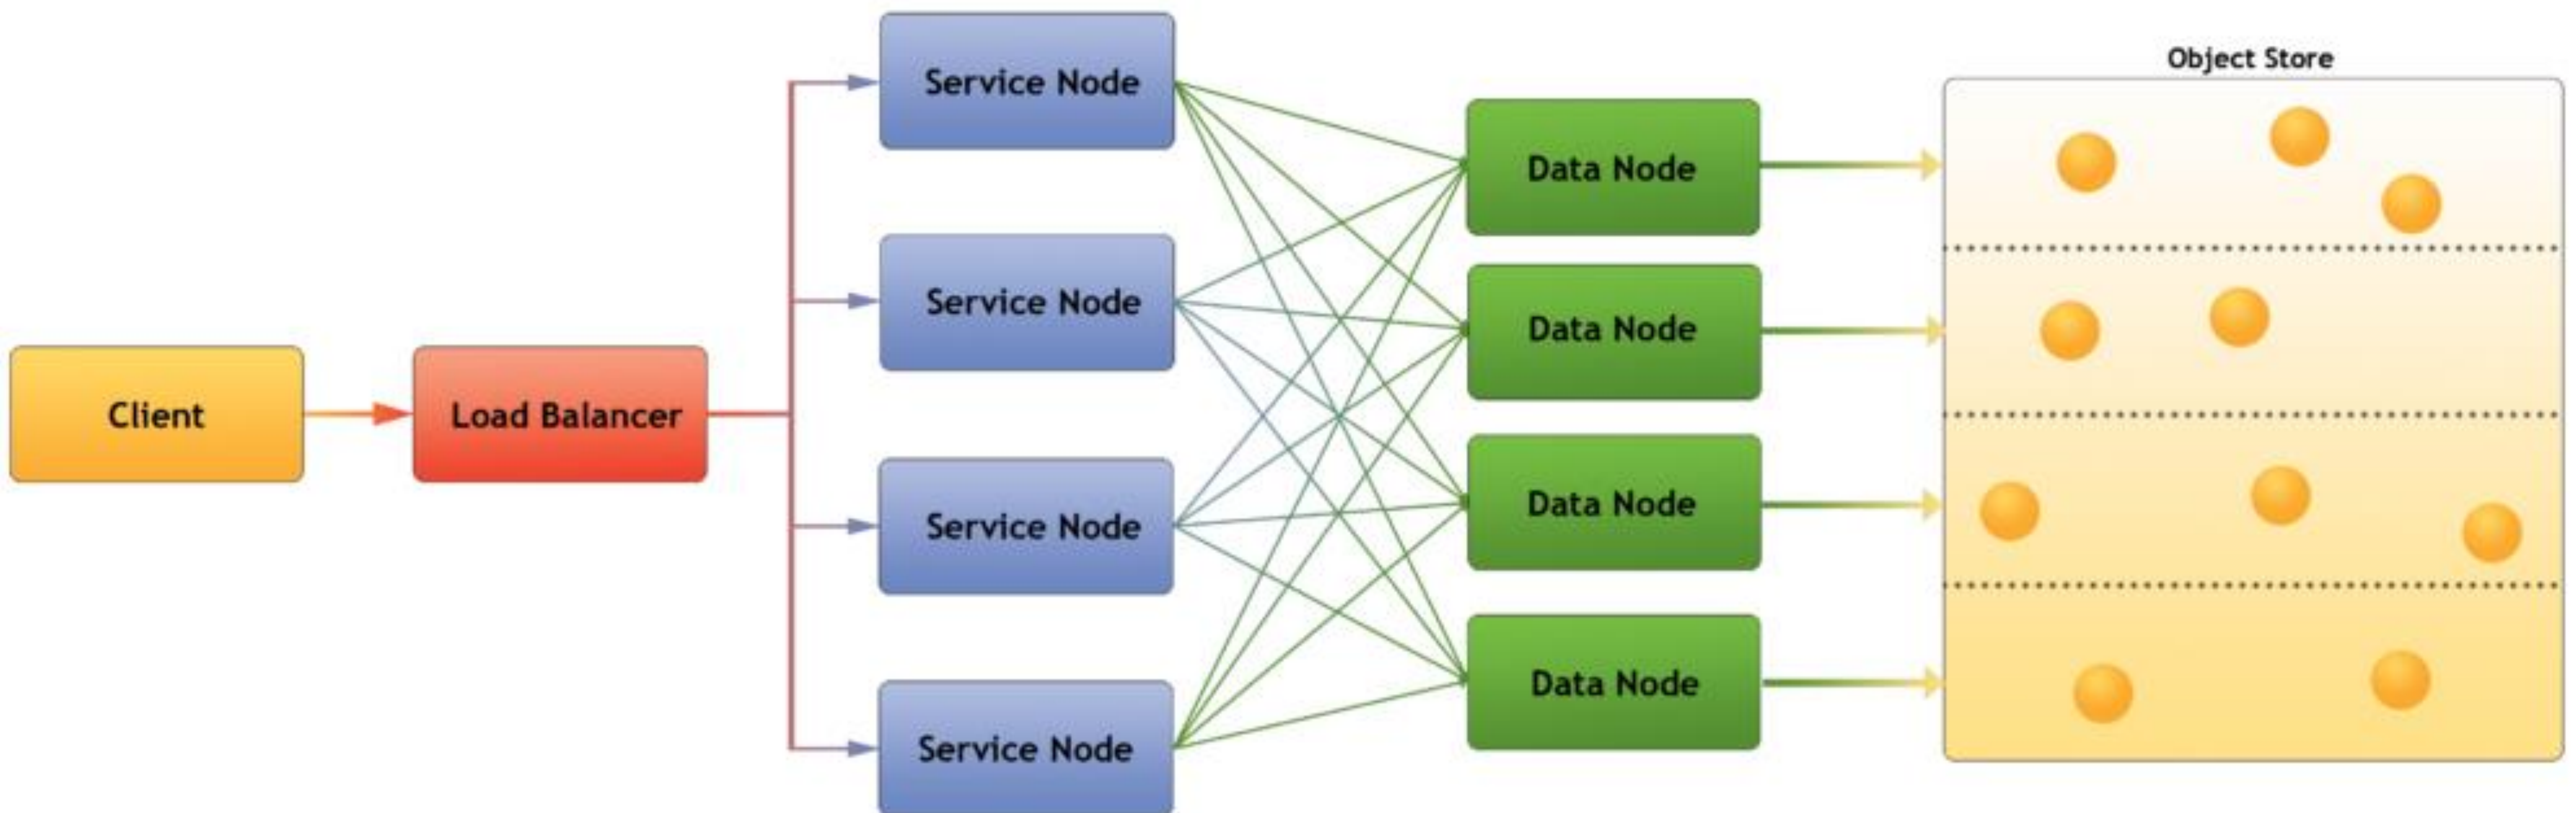 Client
Load Balancer
Service Node
Service Node
Service Node
Service Node
Data Node
Data Node
Data Node
Data Node
Object Store